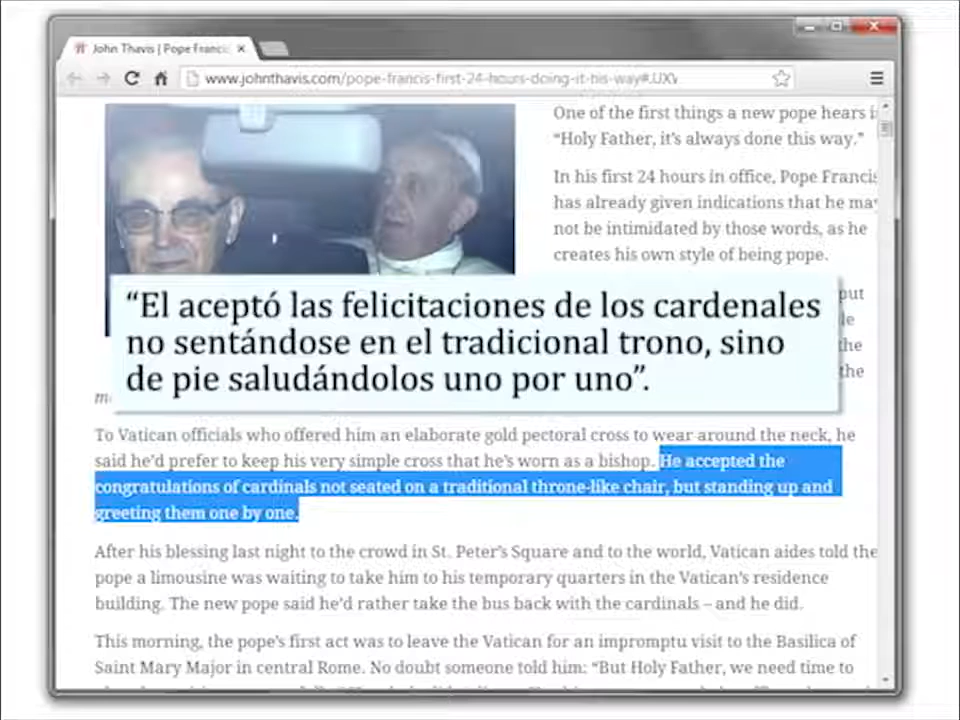 John Thavis | Pope Francis
www.johnthavis.com/pope-francis-first-24-hours-doing-it-his-way#.UX
One of the first things a new pope hears
“Holy Father, it’s always done this way.”
In his first 24 hours in office, Pope Francis
has already given indications that he may
not be intimidated by those words, as he
creates his own style of being pope.
“El aceptó las felicitaciones de los cardenales
no sentándose en el tradicional trono, sino
de pie saludándolos uno por uno”.
put
the
the
To Vatican officials who offered him an elaborate gold pectoral cross to wear around the neck, he
said he’d prefer to keep his very simple cross that he’s worn as a bishop. He accepted the
congratulations of cardinals not seated on a traditional throne-like chair, but standing up and
greeting them one by one.
After his blessing last night to the crowd in St. Peter’s Square and to the world, Vatican aides told the
pope a limousine was waiting to take him to his temporary quarters in the Vatican’s residence
building. The new pope said he’d rather take the bus back with the cardinals – and he did.
This morning, the pope’s first act was to leave the Vatican for an impromptu visit to the Basilica of
Saint Mary Major in central Rome. No doubt someone told him: “But Holy Father, we need time to